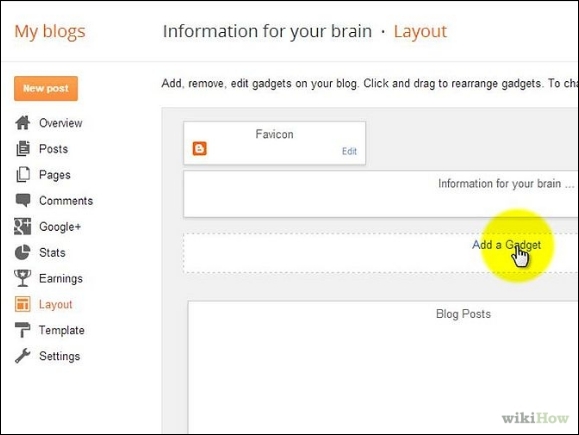 My blogs
Information for your brain · Layout
New post
Add, remove, edit gadgets on your blog. Click and drag to rearrange gadgets. To cha
Overview
Posts
Pages
Comments
Google+
Stats
Earnings
Layout
Template
Settings
Favicon
Edit
Information for your brain ...
Add a Gadget
Blog Posts
wikiHow